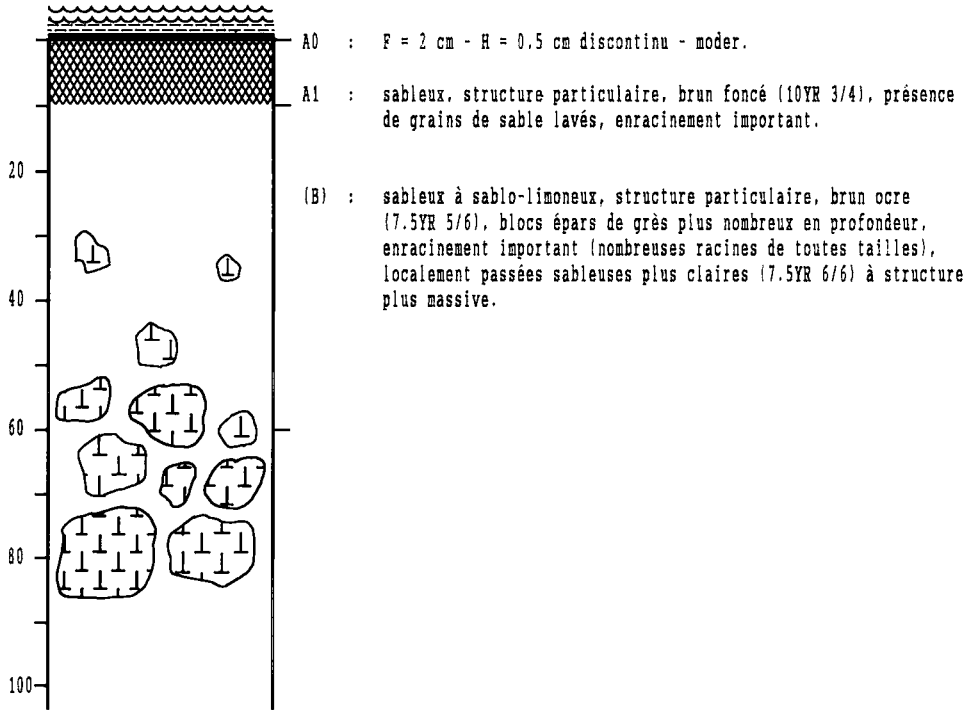 A0 : F = 2 cm - H = 0.5 cm discontinu - moder.
A1 : sableux, structure particulaire, brun foncé (10YR 3/4), présence
de grains de sable lavés, enracinement important.
20
(B) : sableux à sablo-limoneux, structure particulaire, brun ocre
(7.5YR 5/6), blocs épars de grès plus nombreux en profondeur,
enracinement important (nombreuses racines de toutes tailles),
localement passées sableuses plus claires (7.5YR 6/6) à structure
plus massive.
40
60
80
100